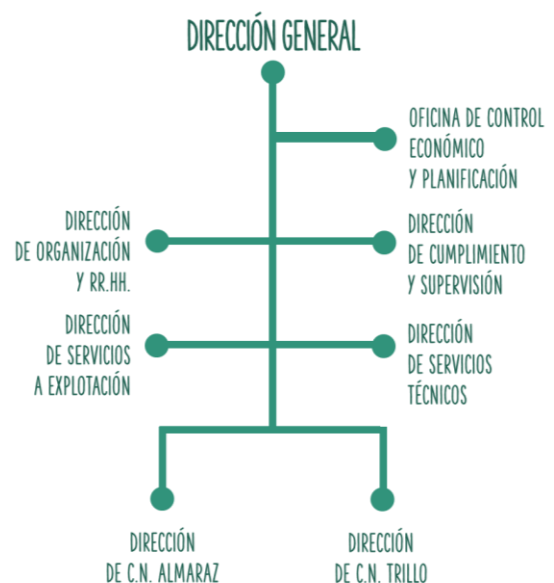 DIRECCIÓN GENERAL
OFICINA DE CONTROL
ECONÓMICO
Y PLANIFICACIÓN
DIRECCIÓN
DE ORGANIZACIÓN
Y RR.HH.
DIRECCIÓN
DE CUMPLIMIENTO
Y SUPERVISIÓN
DIRECCIÓN
DE SERVICIOS
A EXPLOTACIÓN
DIRECCIÓN
DE SERVICIOS
TÉCNICOS
DIRECCIÓN
DE C.N. ALMARAZ
DIRECCIÓN
DE C.N. TRILLO